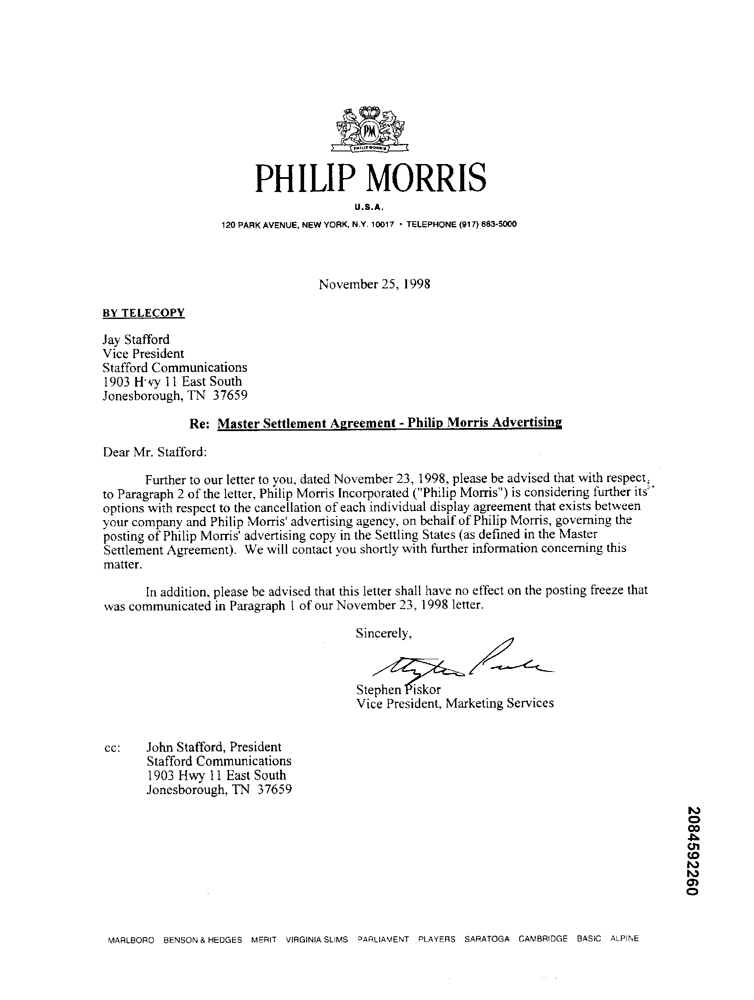 PM
PHILIP MORRIS
PHILIP MORRIS
U.S.A.
120 PARK AVENUE, NEW YORK, N.Y. 10017 • TELEPHONE (917) 663-5000
November 25, 1998
BY TELECOPY
Jay Stafford
Vice President
Stafford Communications
1903 Hwy 11 East South
Jonesborough, TN 37659
Re: Master Settlement Agreement - Philip Morris Advertising
Dear Mr. Stafford:
Further to our letter to you, dated November 23, 1998, please be advised that with respect
to Paragraph 2 of the letter, Philip Morris Incorporated ("Philip Morris") is considering further its
options with respect to the cancellation of each individual display agreement that exists between
your company and Philip Morris' advertising agency, on behalf of Philip Morris, governing the
posting of Philip Morris' advertising copy in the Settling States (as defined in the Master
Settlement Agreement). We will contact you shortly with further information concerning this
matter.
In addition, please be advised that this letter shall have no effect on the posting freeze that
was communicated in Paragraph 1 of our November 23, 1998 letter.
Sincerely,
Stephen Piskor
Vice President, Marketing Services
cc: John Stafford, President
Stafford Communications
1903 Hwy 11 East South
Jonesborough, TN 37659
2084592260
MARLBORO BENSON & HEDGES MERIT VIRGINIA SLIMS PARLIAMENT PLAYERS SARATOGA CAMBRIDGE BASIC ALPINE